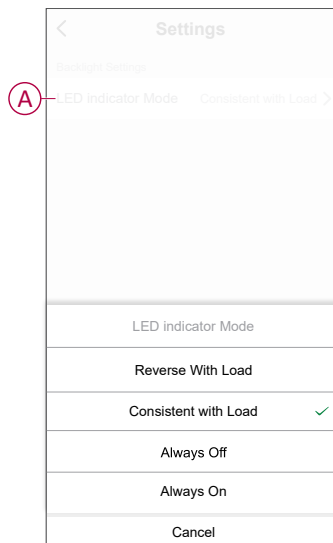 Settings
Backlight Settings
A
LED Indicator Mode Consistent with Load
LED indicator Mode
Reverse With Load
Consistent with Load
Always Off
Always On
Cancel